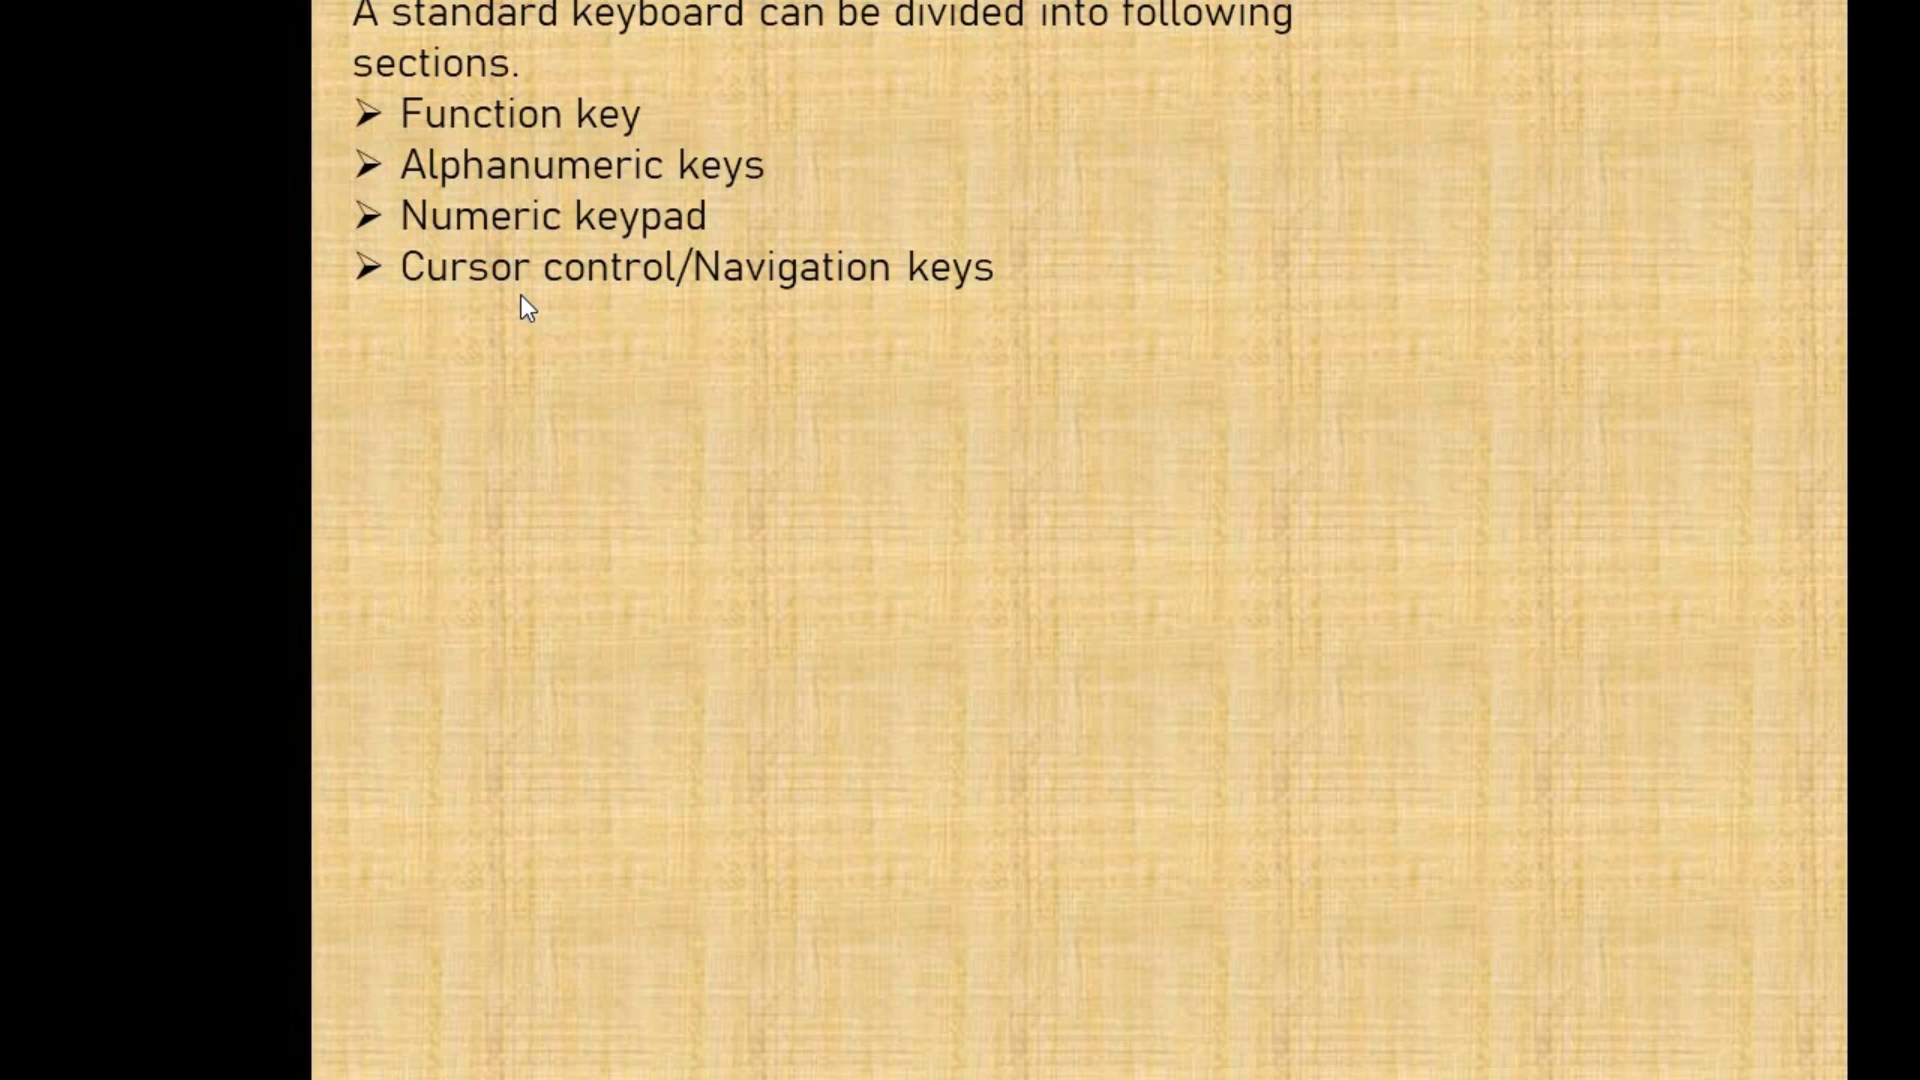 A standard keyboard can be divided into following
sections.
➢ Function key
➢ Alphanumeric keys
➢ Numeric keypad
➢ Cursor control/Navigation keys